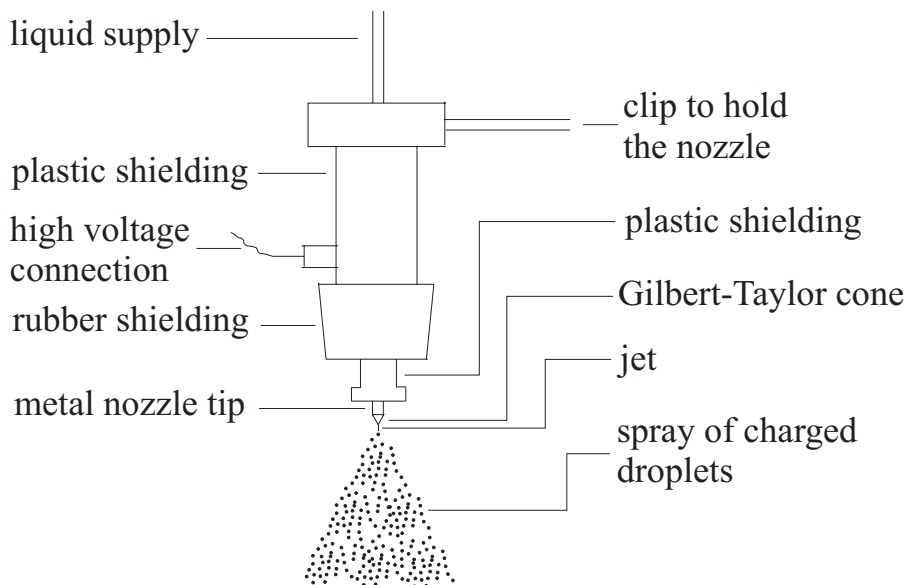 liquid supply
clip to hold
the nozzle
plastic shielding
plastic shielding
high voltage
connection
Gilbert-Taylor cone
rubber shielding
jet
metal nozzle tip
spray of charged
droplets